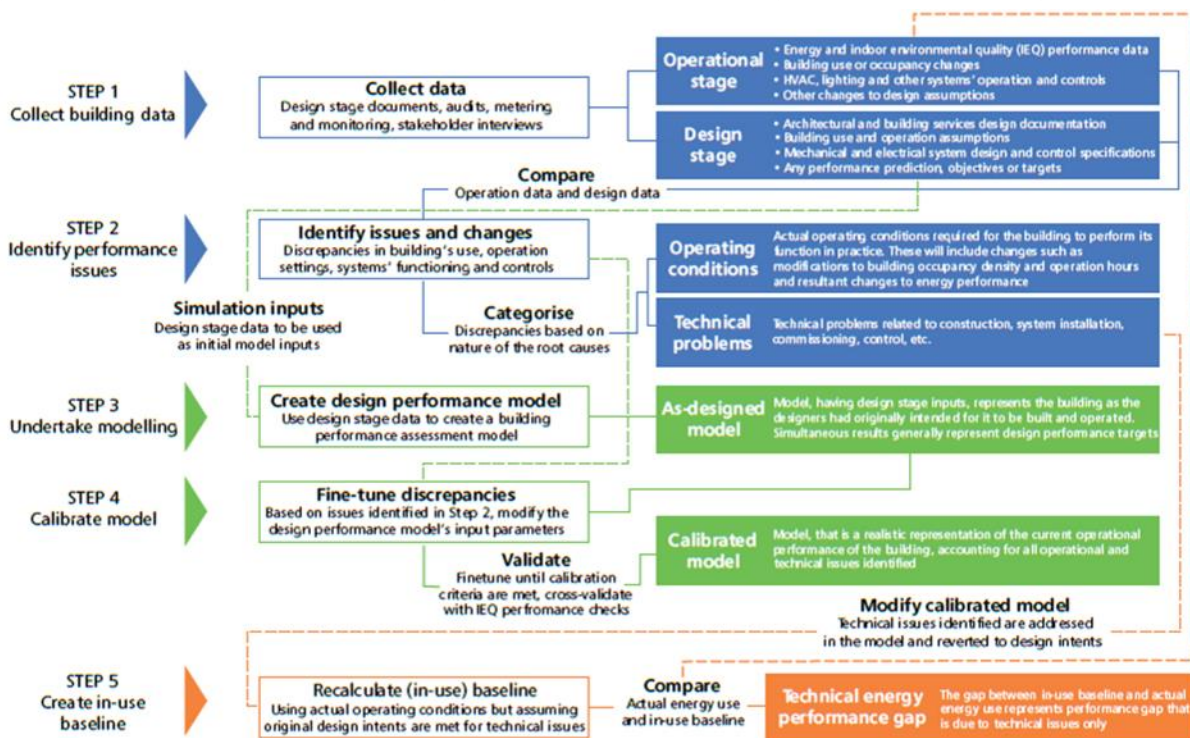 STEP 1
Collect building data
Collect data
Design stage documents, audits, metering
and monitoring, stakeholder interviews
Operational
stage
• Energy and indoor environmental quality (IEQ) performance data
• Building use or occupancy changes
• HVAC, lighting and other systems' operation and controls
• Other changes to design assumptions
Design
stage
• Architectural and building services design documentation
• Building use and operation assumptions
• Mechanical and electrical system design and control specifications
• Any performance prediction, objectives or targets
Compare
Operation data and design data
STEP 2
Identify performance
issues
Identify issues and changes
Discrepancies in building's use, operation
settings, systems' functioning and controls
Operating
conditions
Actual operating conditions required for the building to perform its
function in practice. These will include changes such as
modifications to building occupancy density and operation hours
and resultant changes to energy performance
Simulation inputs
Design stage data to be used
as initial model inputs
Categorise
Discrepancies based on
nature of the root causes
Technical
problems
Technical problems related to construction, system installation,
commissioning, control, etc.
STEP 3
Undertake modelling
Create design performance model
Use design stage data to create a building
performance assessment model
As-designed
model
Model, having design stage inputs, represents the building as the
designers had originally intended for it to be built and operated.
Simultaneous results generally represent design performance targets
STEP 4
Calibrate model
Fine-tune discrepancies
Based on issues identified in Step 2, modify the
design performance model's input parameters
Validate
Finetune until calibration
criteria are met, cross-validate
with IEQ perfromance checks
Calibrated
model
Model, that is a realistic representation of the current operational
performance of the building, accounting for all operational and
technical issues identified
Modify calibrated model
Technical issues identified are addressed
in the model and reverted to design intents
STEP 5
Create in-use
baseline
Recalculate (in-use) baseline
Using actual operating conditions but assuming
original design intents are met for technical issues
Compare
Actual energy use
and in-use baseline
Technical energy
performance gap
The gap between in-use baseline and actual
energy use represents performance gap that
is due to technical issues only